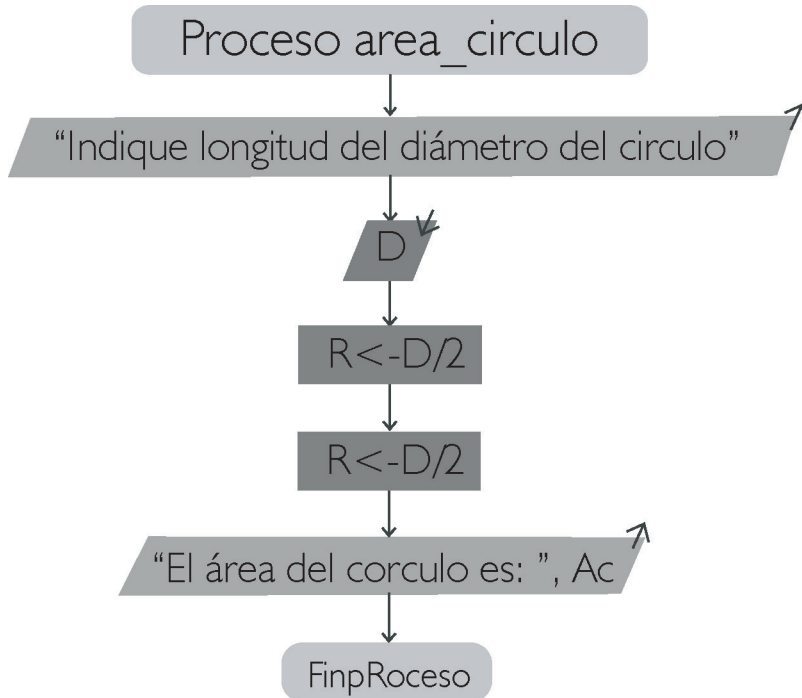 Proceso area_circulo
“Indique longitud del diámetro del circulo”
D
R<-D/2
R<-D/2
“El área del corculo es: ”, Ac
FinpRoceso